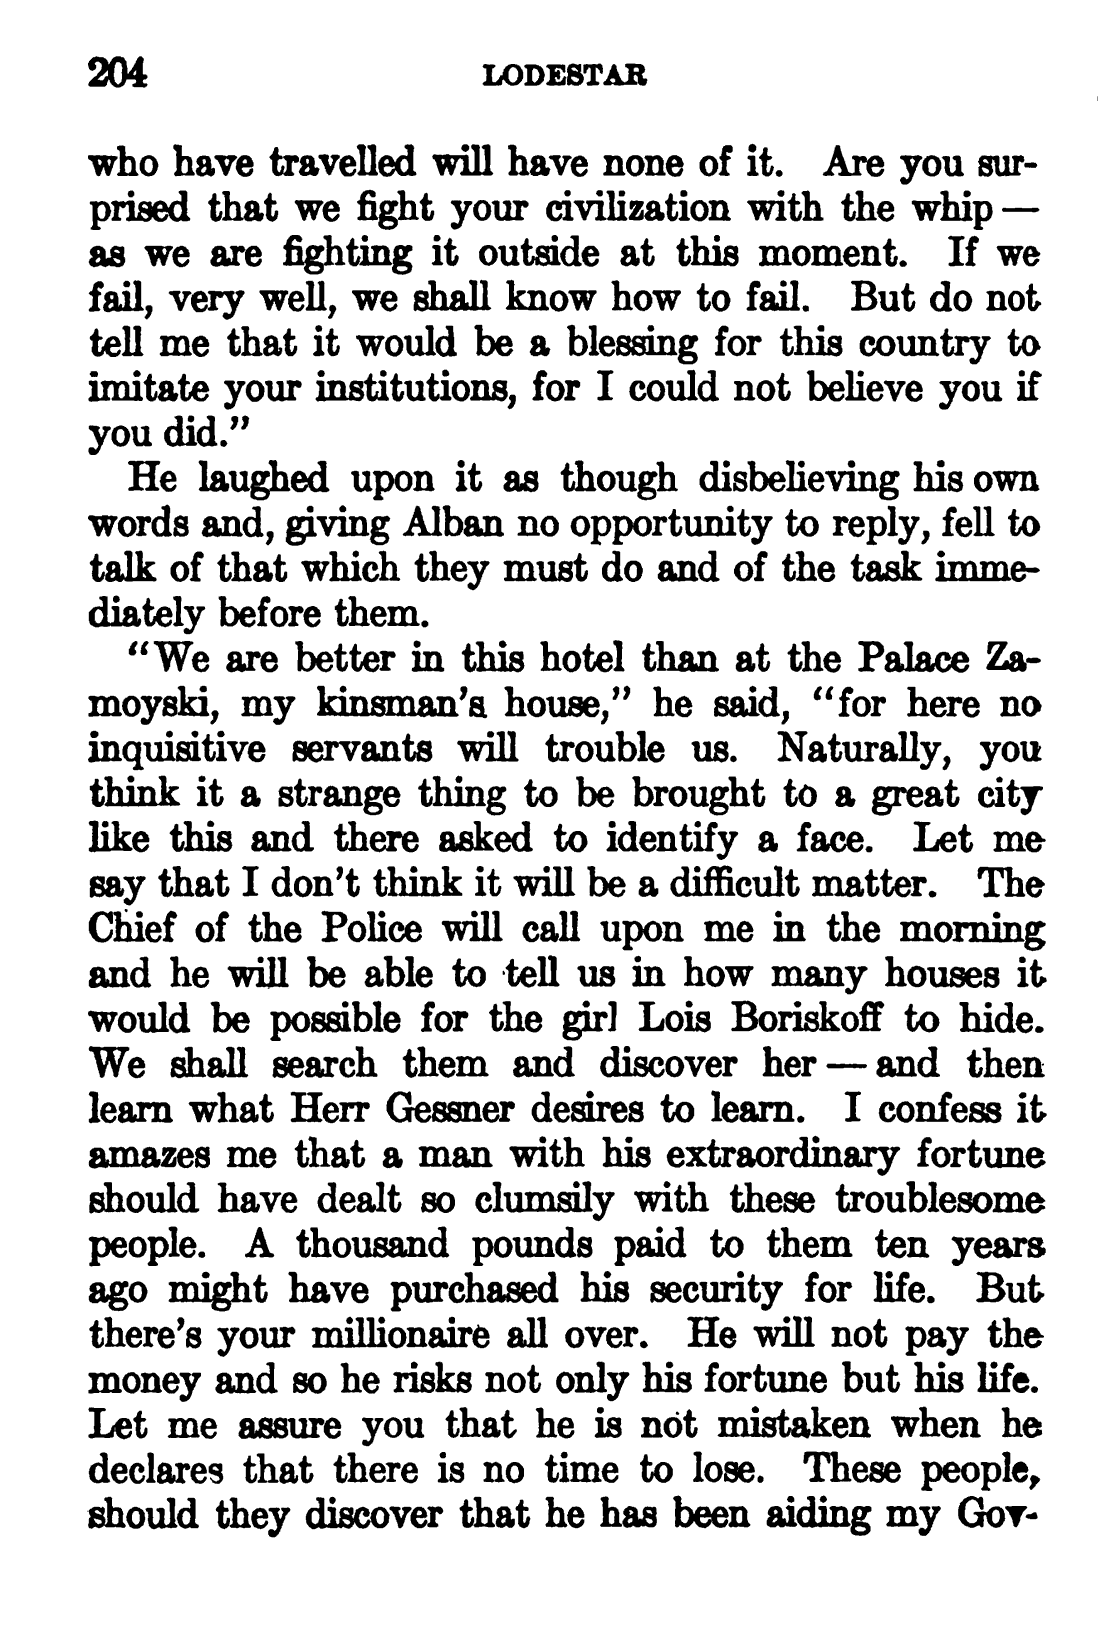 204 LODESTAR
who have travelled will have none of it. Are you sur-
prised that we fight your civilization with the whip —
as we are fighting it outside at this moment. If we
fail, very well, we shall know how to fail. But do not
tell me that it would be a blessing for this country to
imitate your institutions, for I could not believe you if
you did.”
He laughed upon it as though disbelieving his own
words and, giving Alban no opportunity to reply, fell to
talk of that which they must do and of the task imme-
diately before them.
“We are better in this hotel than at the Palace Za-
moyski, my kinsman’s house,” he said, “for here no
inquisitive servants will trouble us. Naturally, you
think it a strange thing to be brought to a great city
like this and there asked to identify a face. Let me
say that I don’t think it will be a difficult matter. The
Chief of the Police will call upon me in the morning
and he will be able to tell us in how many houses it
would be possible for the girl Lois Boriskoff to hide.
We shall search them and discover her — and then
learn what Herr Gessner desires to learn. I confess it
amazes me that a man with his extraordinary fortune
should have dealt so clumsily with these troublesome
people. A thousand pounds paid to them ten years
ago might have purchased his security for life. But
there’s your millionaire all over. He will not pay the
money and so he risks not only his fortune but his life.
Let me assure you that he is not mistaken when he
declares that there is no time to lose. These people,
should they discover that he has been aiding my Gov-